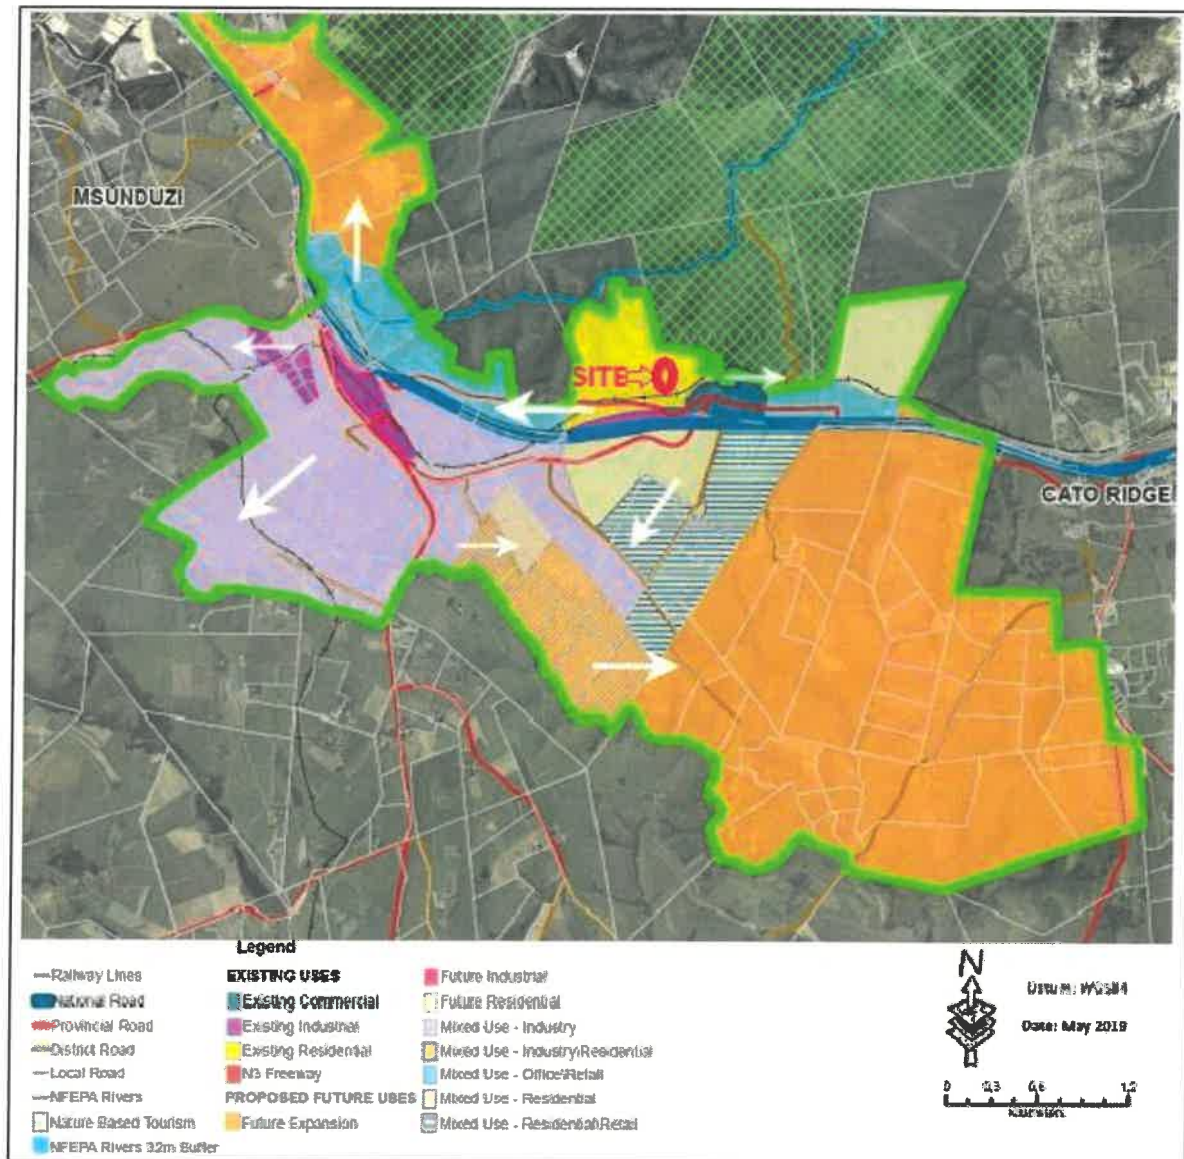 MSUNDUZI
SITE
CATO RIDGE
Legend
Railway Lines
National Road
Provincial Road
District Road
Local Road
NFEPA Rivers
Nature Based Tourism
NFEPA Rivers 32m Buffer
EXISTING USES
Existing Commercial
Existing Industrial
Existing Residential
N3 Freeway
PROPOSED FUTURE USES
Future Expansion
Future Industrial
Future Residential
Mixed Use - Industry
Mixed Use - Industry\Residential
Mixed Use - Office\Retail
Mixed Use - Residential
Mixed Use - Residential\Retail
N
Datum: WGS84
Date: May 2019
0 0,3 0,6 1,2